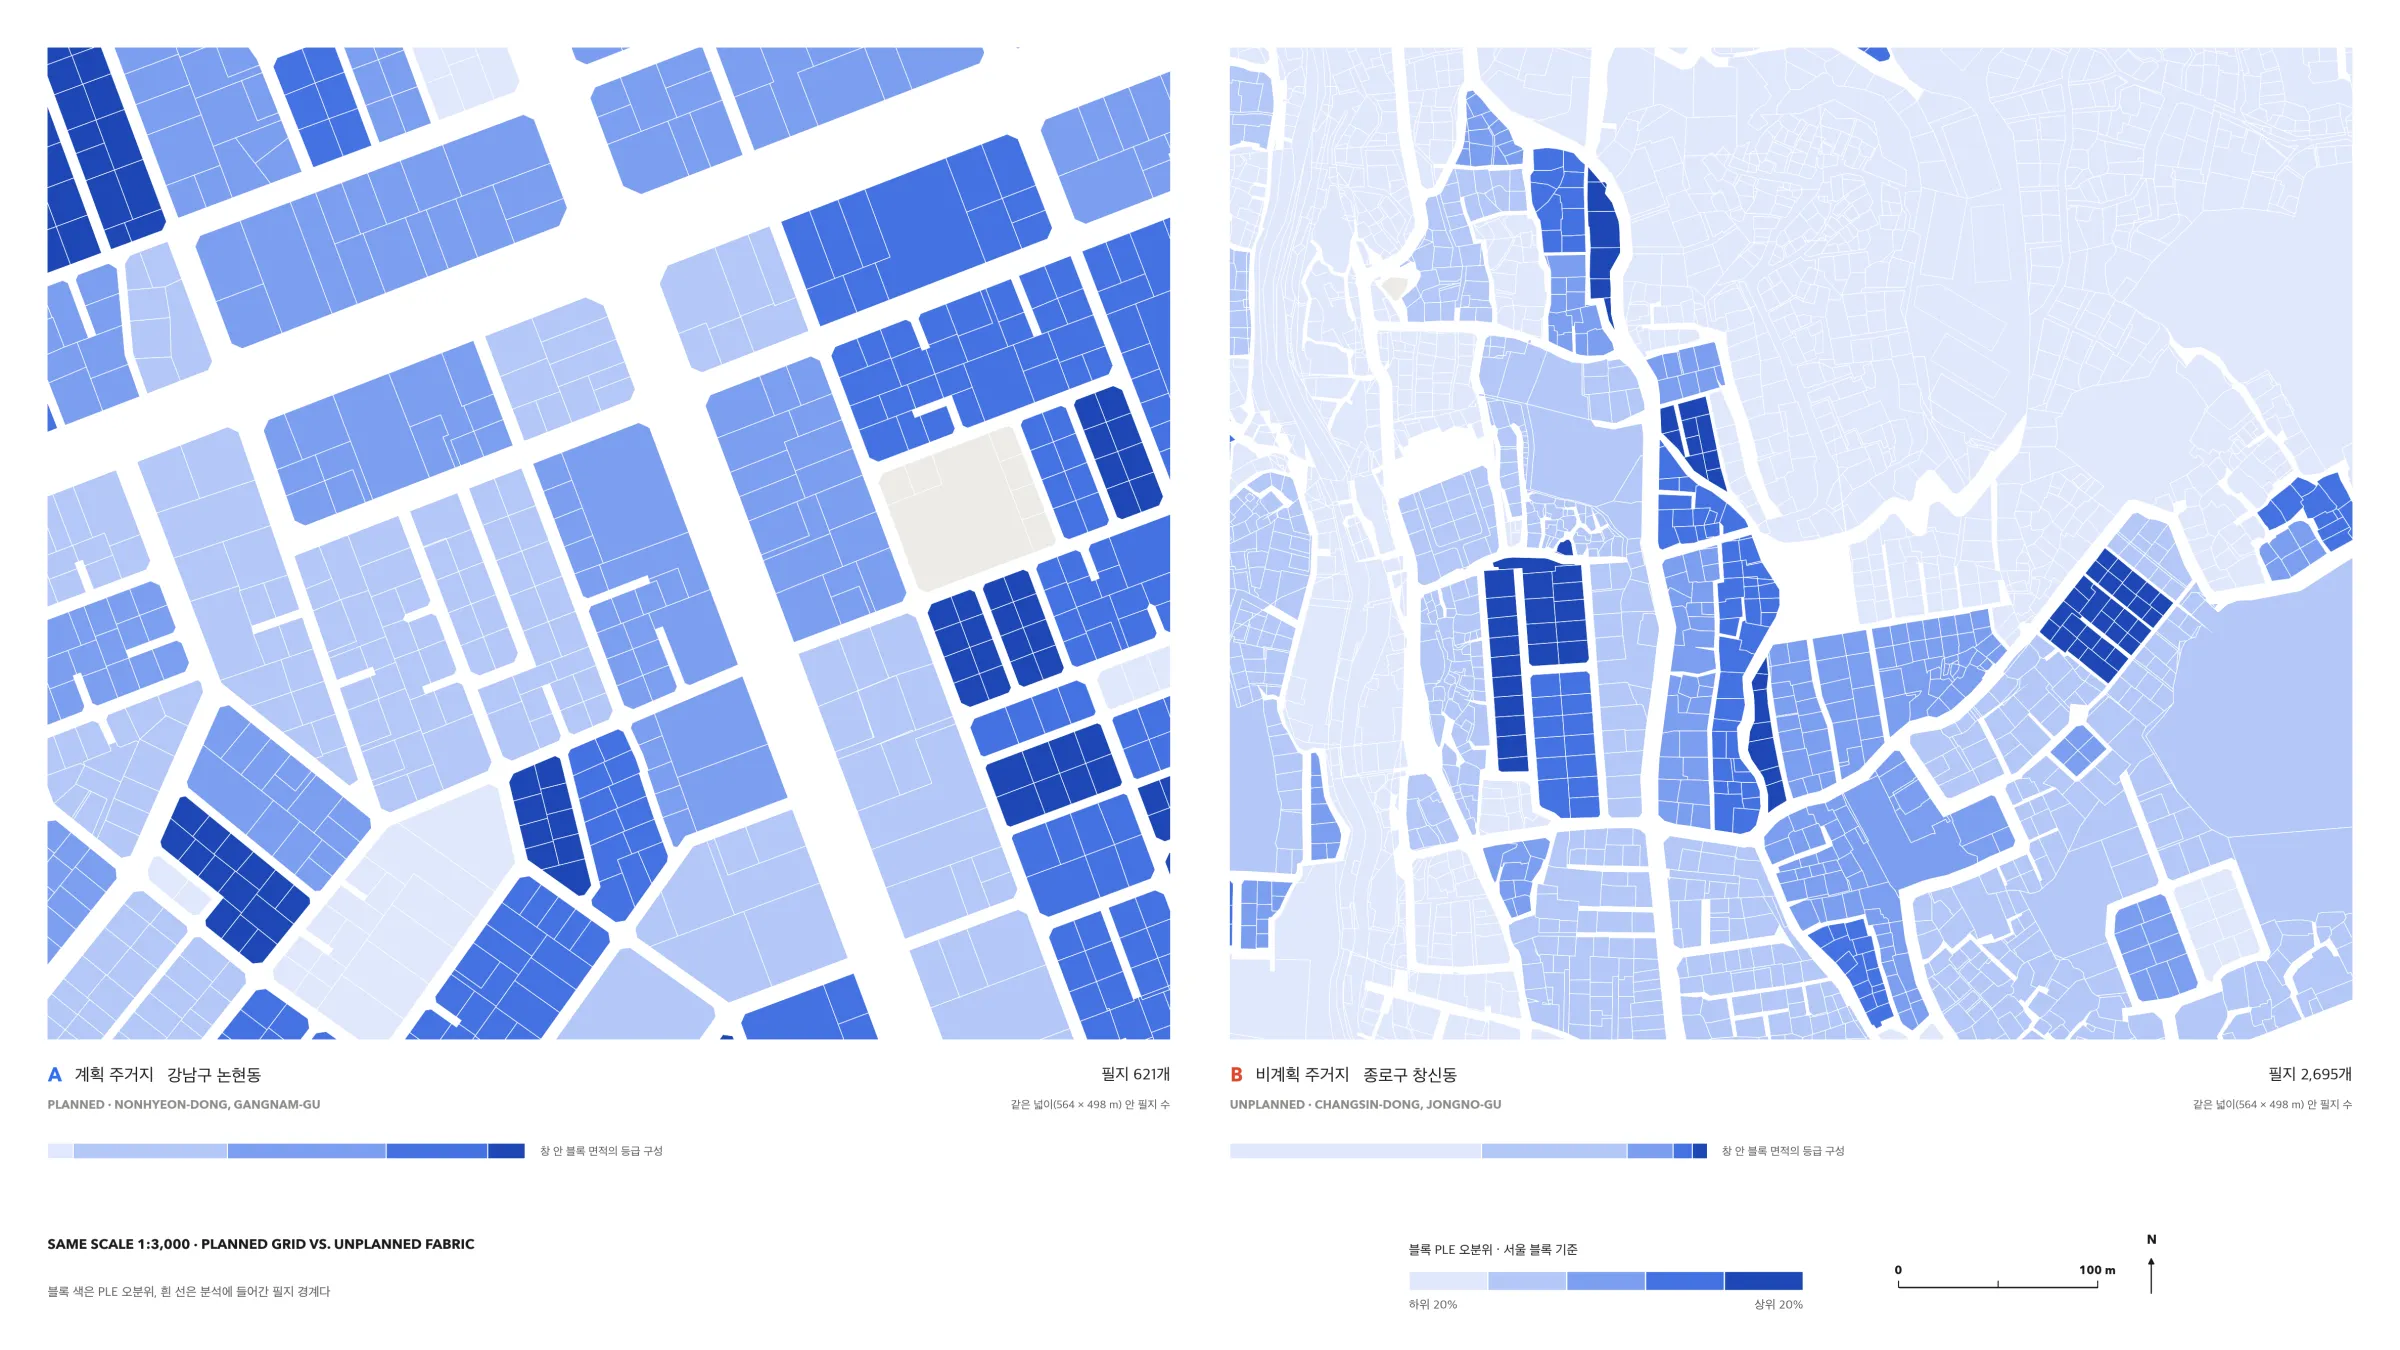 A 계획 주거지 강남구 논현동
필지 621개
PLANNED · NONHYEON-DONG, GANGNAM-GU
같은 넓이(564 × 498 m) 안 필지 수
창 안 블록 면적의 등급 구성
B 비계획 주거지 종로구 창신동
필지 2,695개
UNPLANNED · CHANGSIN-DONG, JONGNO-GU
같은 넓이(564 × 498 m) 안 필지 수
창 안 블록 면적의 등급 구성
SAME SCALE 1:3,000 · PLANNED GRID VS. UNPLANNED FABRIC
블록 색은 PLE 오분위, 흰 선은 분석에 들어간 필지 경계다
블록 PLE 오분위 · 서울 블록 기준
하위 20%
상위 20%
0
100 m
N